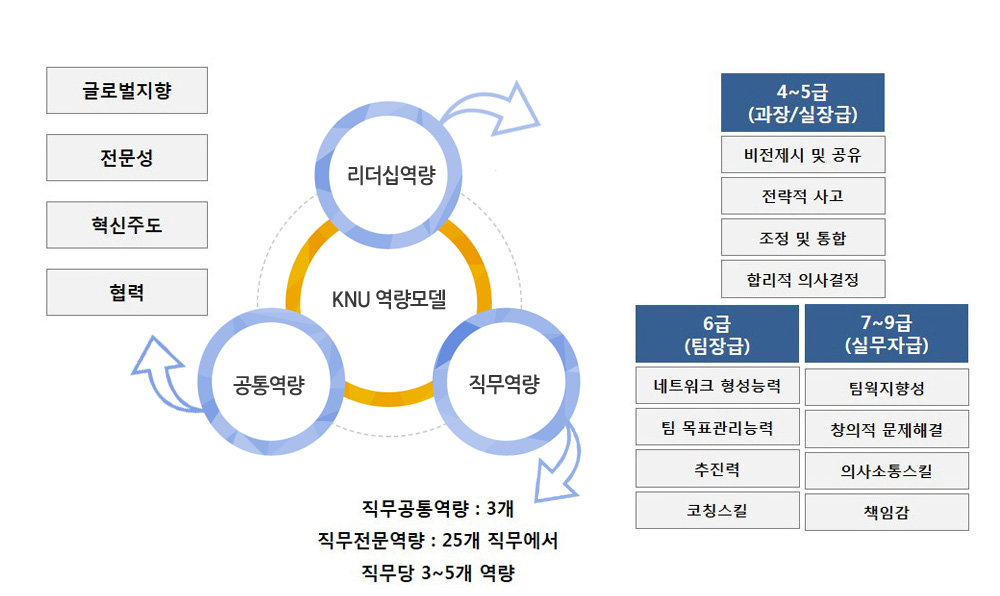 글로벌지향
전문성
혁신주도
협력
리더십역량
KNU 역량모델
공통역량
직무역량
직무공통역량 : 3개
직무전문역량 : 25개 직무에서
직무당 3~5개 역량
4~5급
(과장/실장급)
비전제시 및 공유
전략적 사고
조정 및 통합
합리적 의사결정
6급
(팀장급)
네트워크 형성능력
팀 목표관리능력
추진력
코칭스킬
7~9급
(실무자급)
팀웍지향성
창의적 문제해결
의사소통스킬
책임감